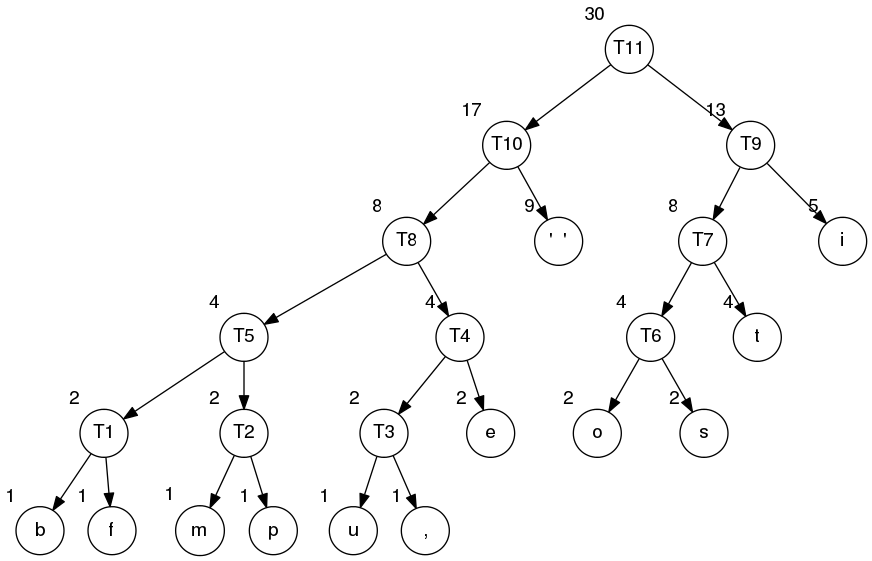 30
T11
17 13
T10 T9
8 9 8 5
T8 ' ' T7 i
4 4 4 4
T5 T4 T6 t
2 2 2 2 2 2
T1 T2 T3 e o s
1 1 1 1 1 1
b f m p u ,